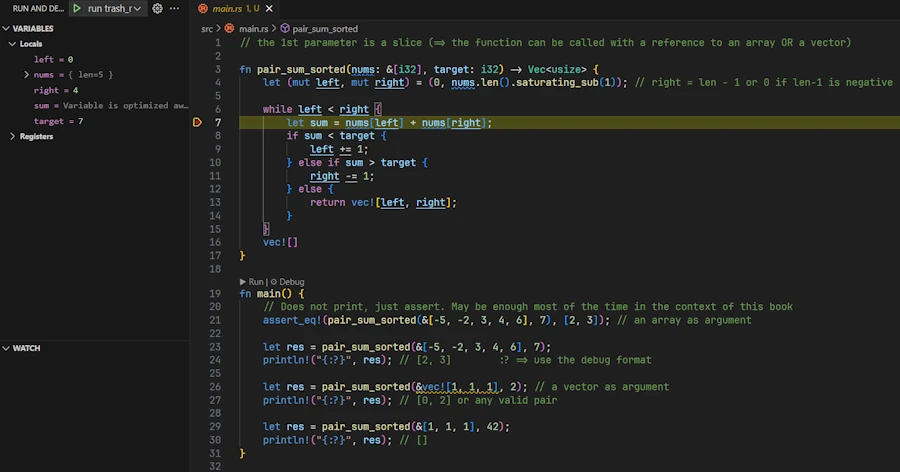 RUN AND DE... run trash_r
VARIABLES
Locals
left = 0
nums = { len=5 }
right = 4
sum = Variable is optimized aw...
target = 7
Registers
WATCH
main.rs 1, U
src > main.rs > pair_sum_sorted
1 // the 1st parameter is a slice (=> the function can be called with a reference to an array OR a vector)
2
3 fn pair_sum_sorted(nums: &[i32], target: i32) -> Vec<usize> {
4 let (mut left, mut right) = (0, nums.len().saturating_sub(1)); // right = len - 1 or 0 if len-1 is negative
5
6 while left < right {
7 let sum = nums[left] + nums[right];
8 if sum < target {
9 left += 1;
10 } else if sum > target {
11 right -= 1;
12 } else {
13 return vec![left, right];
14 }
15 }
16 vec![]
17 }
18
Run | Debug
19 fn main() {
20 // Does not print, just assert. May be enough most of the time in the context of this book
21 assert_eq!(pair_sum_sorted(&[-5, -2, 3, 4, 6], 7), [2, 3]); // an array as argument
22
23 let res = pair_sum_sorted(&[-5, -2, 3, 4, 6], 7);
24 println!("{:?}", res); // [2, 3] :? => use the debug format
25
26 let res = pair_sum_sorted(&vec![1, 1, 1], 2); // a vector as argument
27 println!("{:?}", res); // [0, 2] or any valid pair
28
29 let res = pair_sum_sorted(&[1, 1, 1], 42);
30 println!("{:?}", res); // []
31 }
32